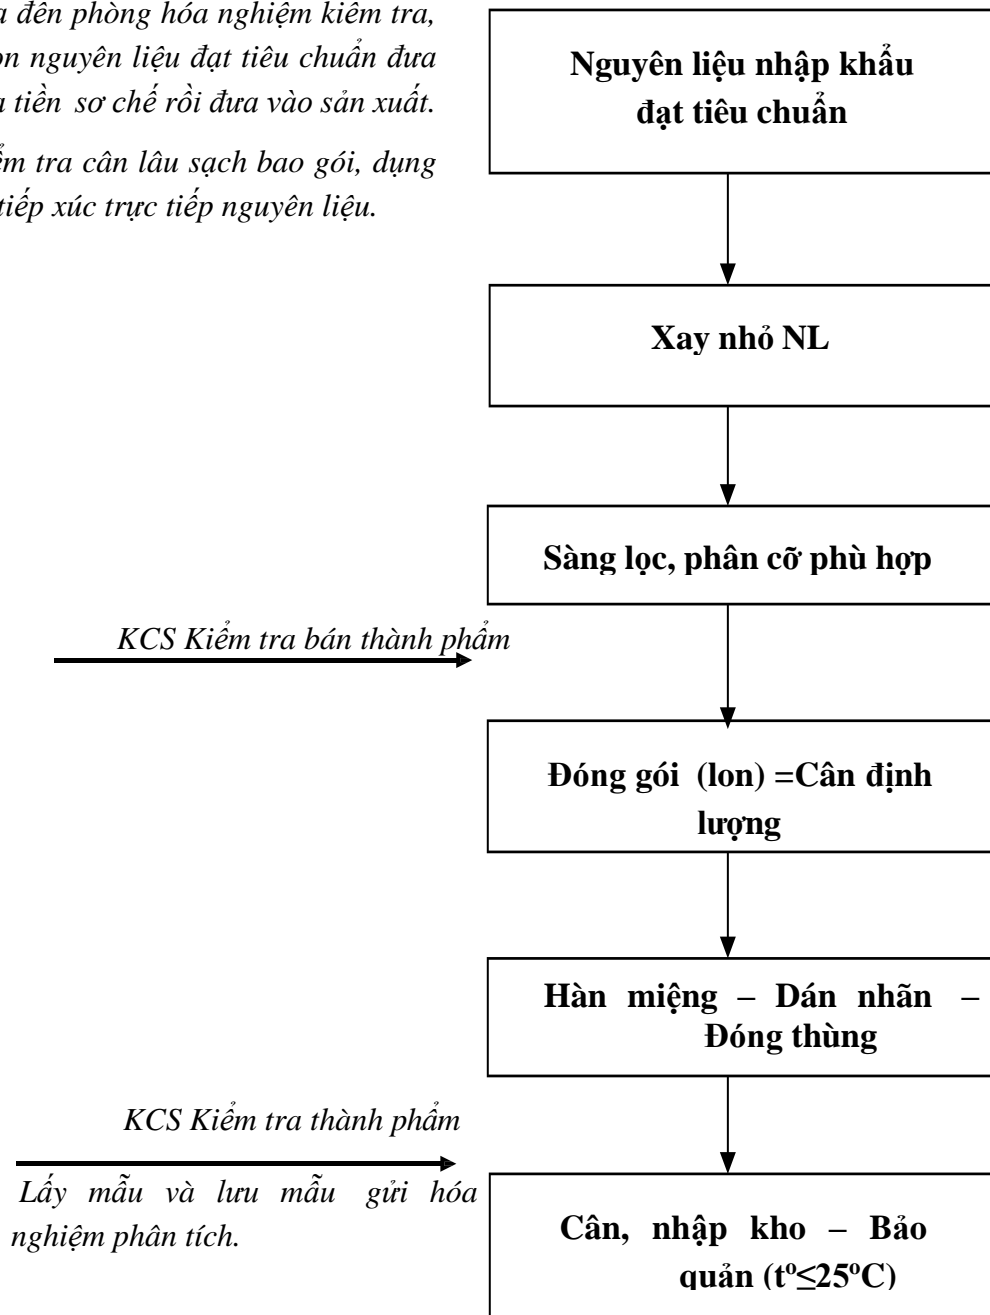 đến phòng hóa nghiệm kiểm tra,
nguyên liệu đạt tiêu chuẩn đưa
tiền sơ chế rồi đưa vào sản xuất.
tra cân lâu sạch bao gói, dụng
tiếp xúc trực tiếp nguyên liệu.
Nguyên liệu nhập khẩu
đạt tiêu chuẩn
Xay nhỏ NL
Sàng lọc, phân cỡ phù hợp
KCS Kiểm tra bán thành phẩm
Đóng gói (lon) =Cân định
lượng
Hàn miệng – Dán nhãn –
Đóng thùng
KCS Kiểm tra thành phẩm
Lấy mẫu và lưu mẫu gửi hóa
nghiệm phân tích.
Cân, nhập kho – Bảo
quản (tº≤25ºC)